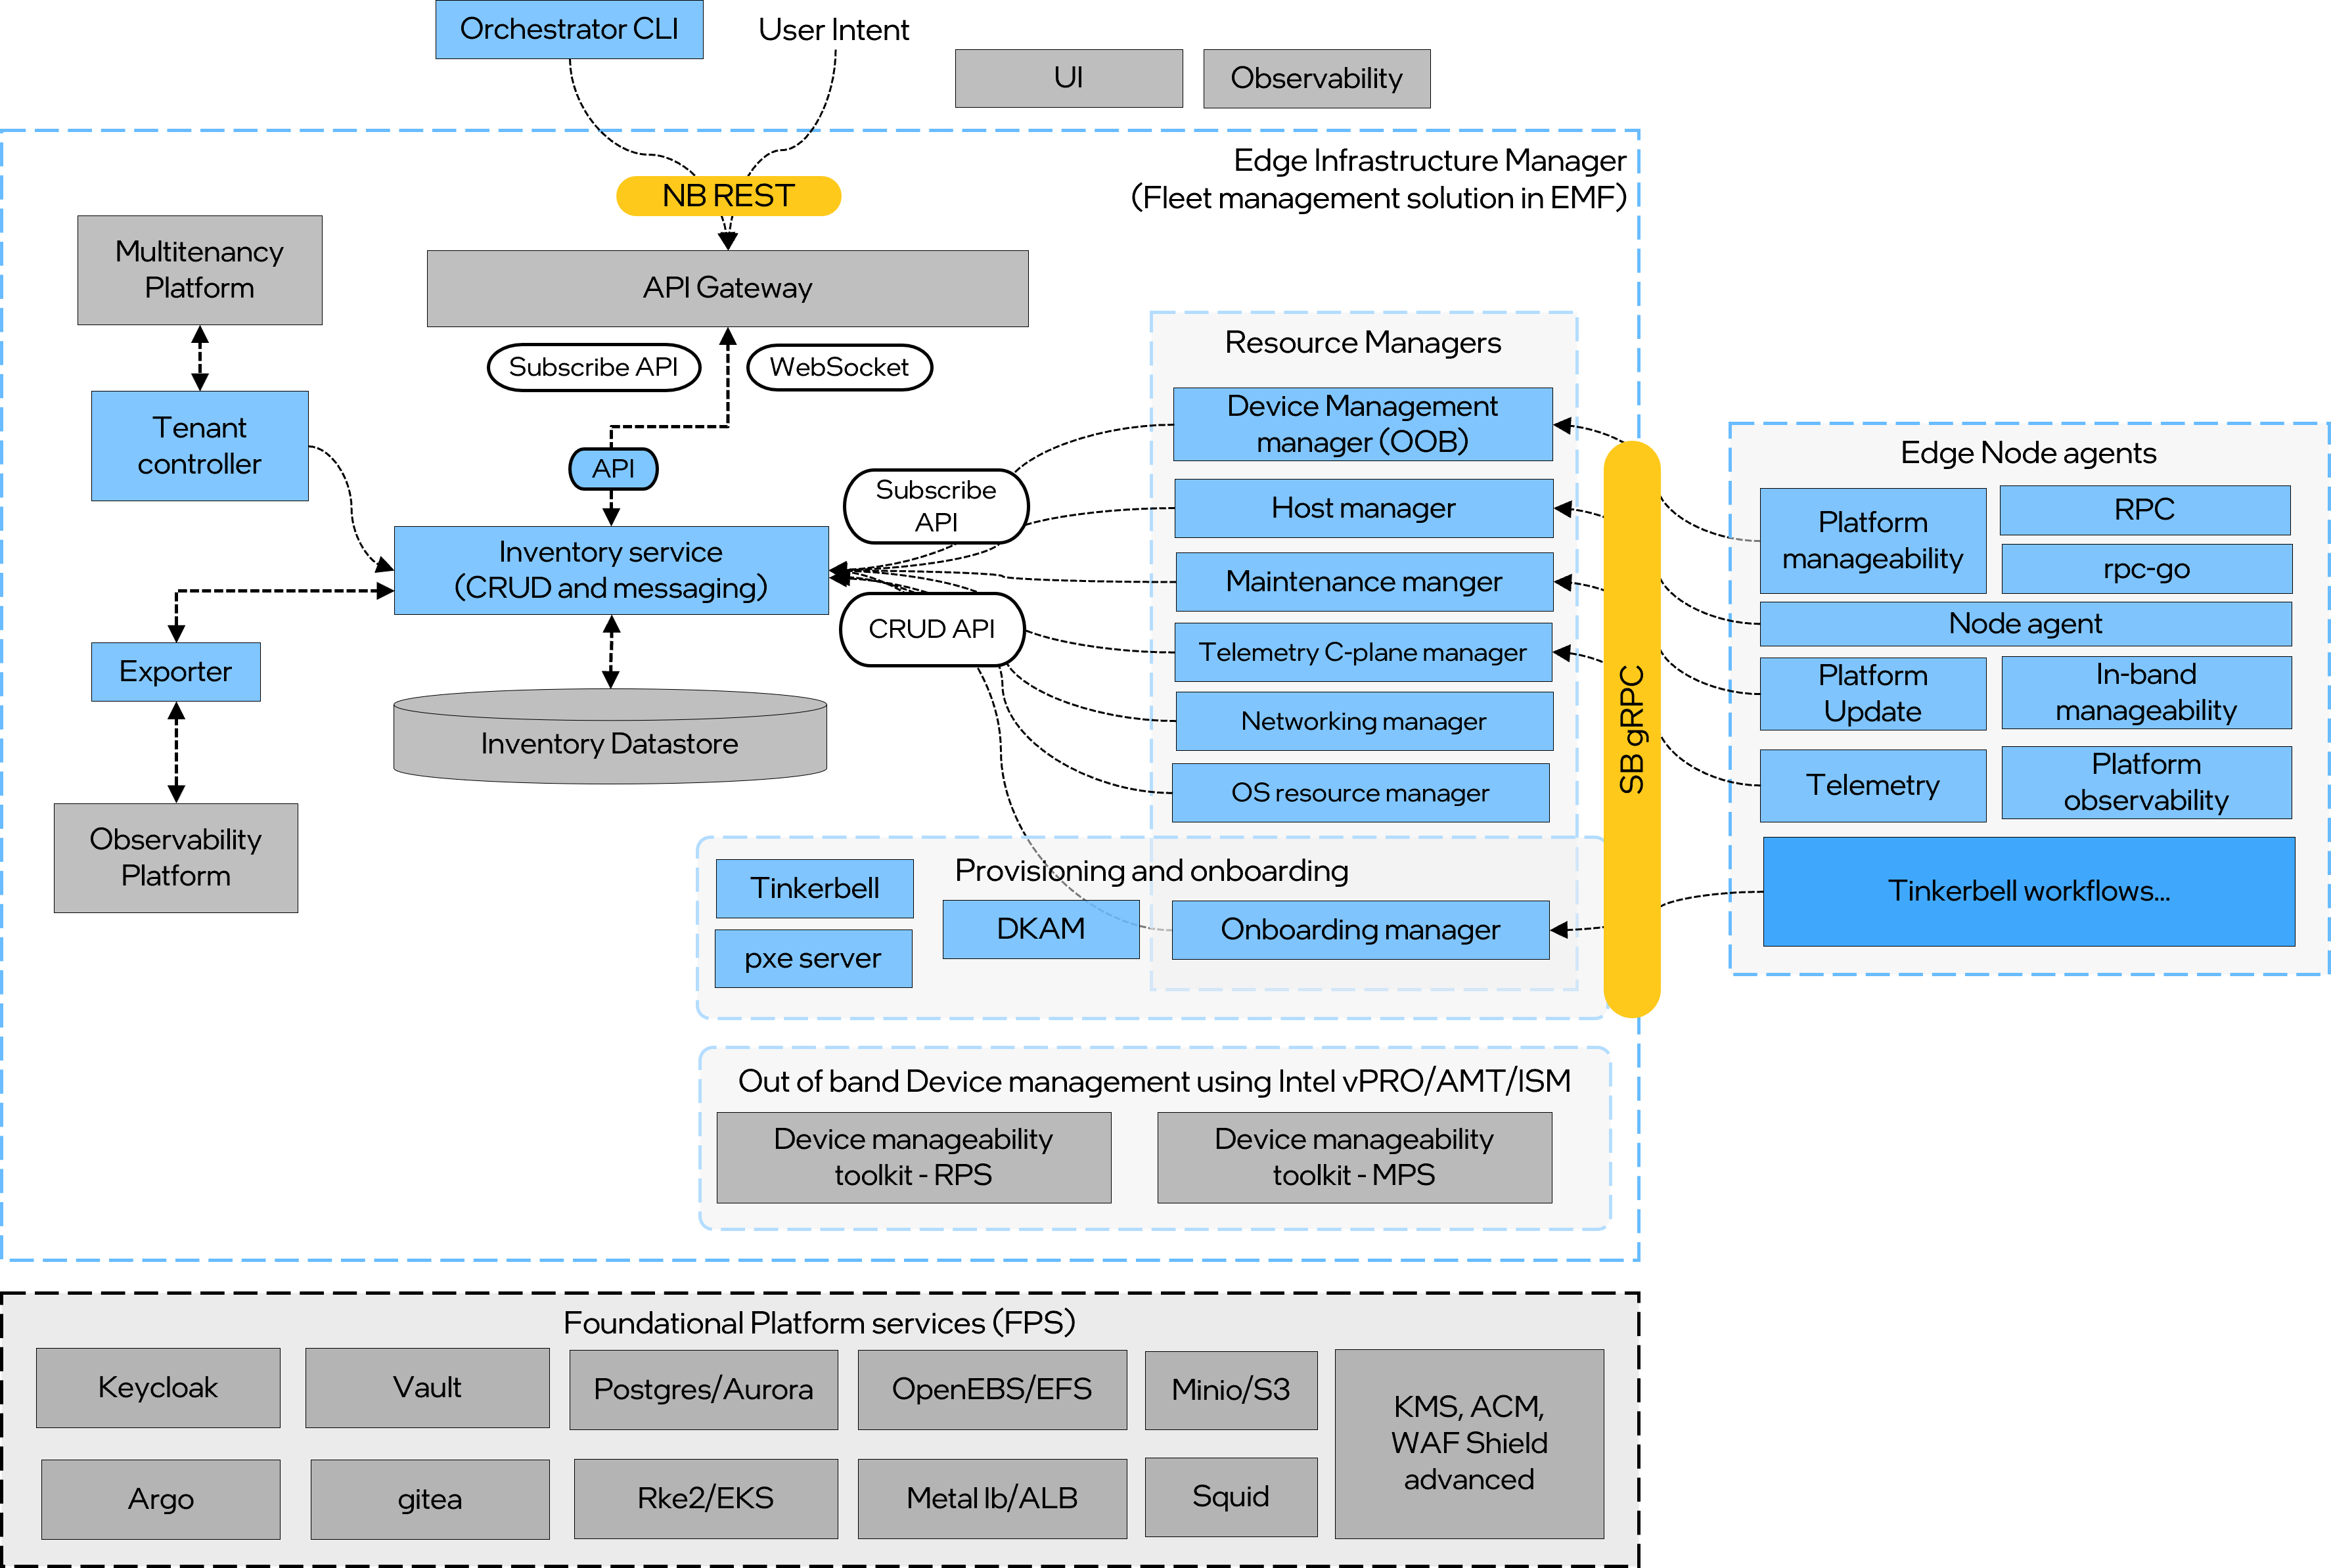 Orchestrator CLI
User Intent
UI
Observability
Edge Infrastructure Manager
(Fleet management solution in EMF)
NB REST
Multitenancy
Platform
API Gateway
Subscribe API
WebSocket
Tenant
controller
API
Inventory service
(CRUD and messaging)
Exporter
Inventory Datastore
Observability
Platform
Subscribe
API
CRUD API
Resource Managers
Device Management
manager (OOB)
Host manager
Maintenance manger
Telemetry C-plane manager
Networking manager
OS resource manager
Provisioning and onboarding
Tinkerbell
pxe server
DKAM
Onboarding manager
SB gRPC
Edge Node agents
Platform
manageability
RPC
rpc-go
Node agent
Platform
Update
In-band
manageability
Telemetry
Platform
observability
Tinkerbell workflows...
Out of band Device management using Intel vPRO/AMT/ISM
Device manageability
toolkit - RPS
Device manageability
toolkit - MPS
Foundational Platform services (FPS)
Keycloak
Vault
Postgres/Aurora
OpenEBS/EFS
Minio/S3
KMS, ACM,
WAF Shield
advanced
Argo
gitea
Rke2/EKS
Metal lb/ALB
Squid